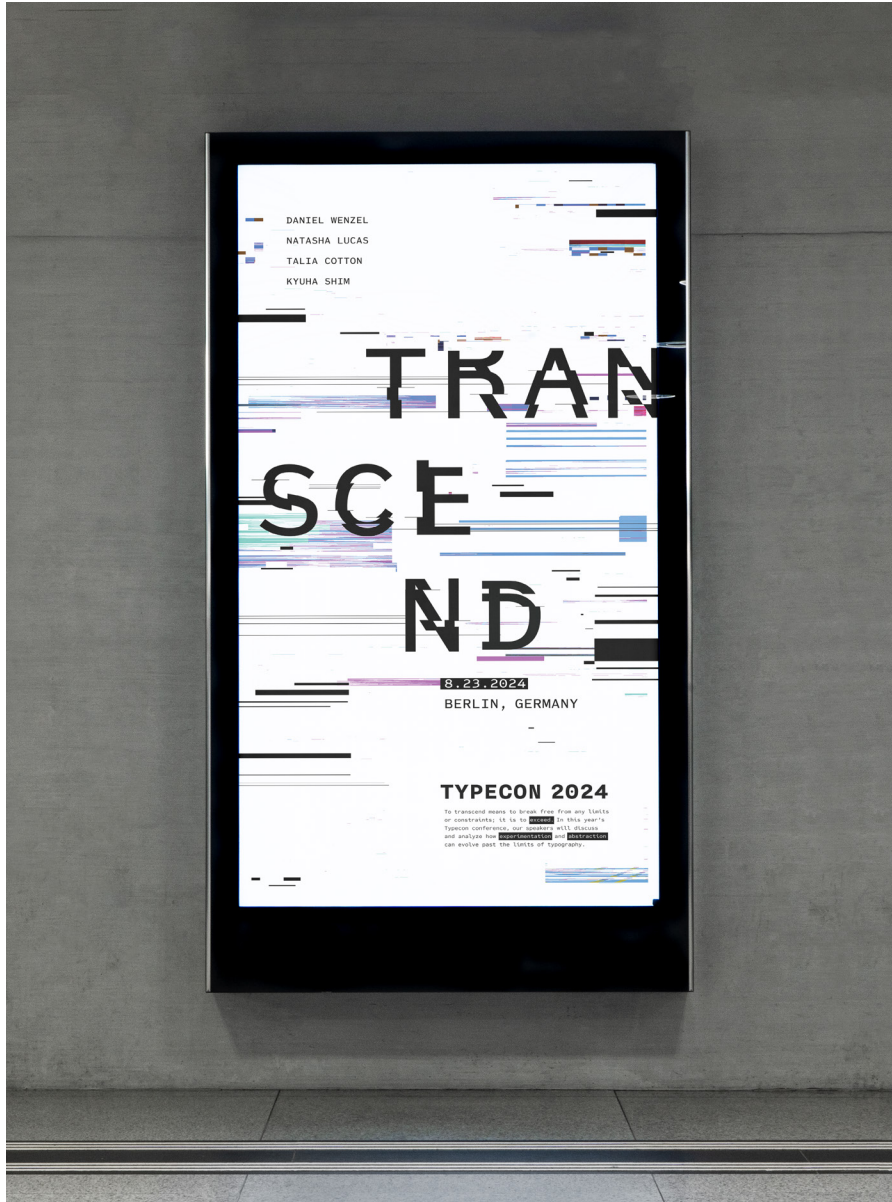 DANIEL WENZEL
NATASHA LUCAS
TALIA COTTON
KYUHA SHIM
TRAN
SCE
ND
8.23.2024
BERLIN, GERMANY
TYPECON 2024
To transcend means to break free from any limits
or constraints; it is to exceed. In this year's
Typecon conference, our speakers will discuss
and analyze how experimentation and abstraction
can evolve past the limits of typography.